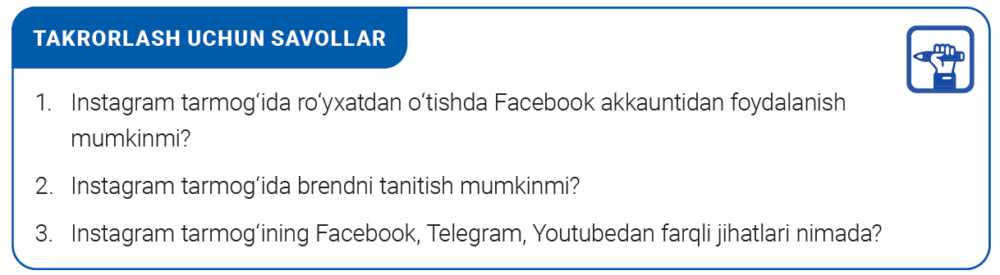 TAKRORLASH UCHUN SAVOLLAR
1. Instagram tarmog‘ida ro‘yxatdan o‘tishda Facebook akkauntidan foydalanish
mumkinmi?
2. Instagram tarmog‘ida brendni tanitish mumkinmi?
3. Instagram tarmog‘ining Facebook, Telegram, Youtubedan farqli jihatlari nimada?